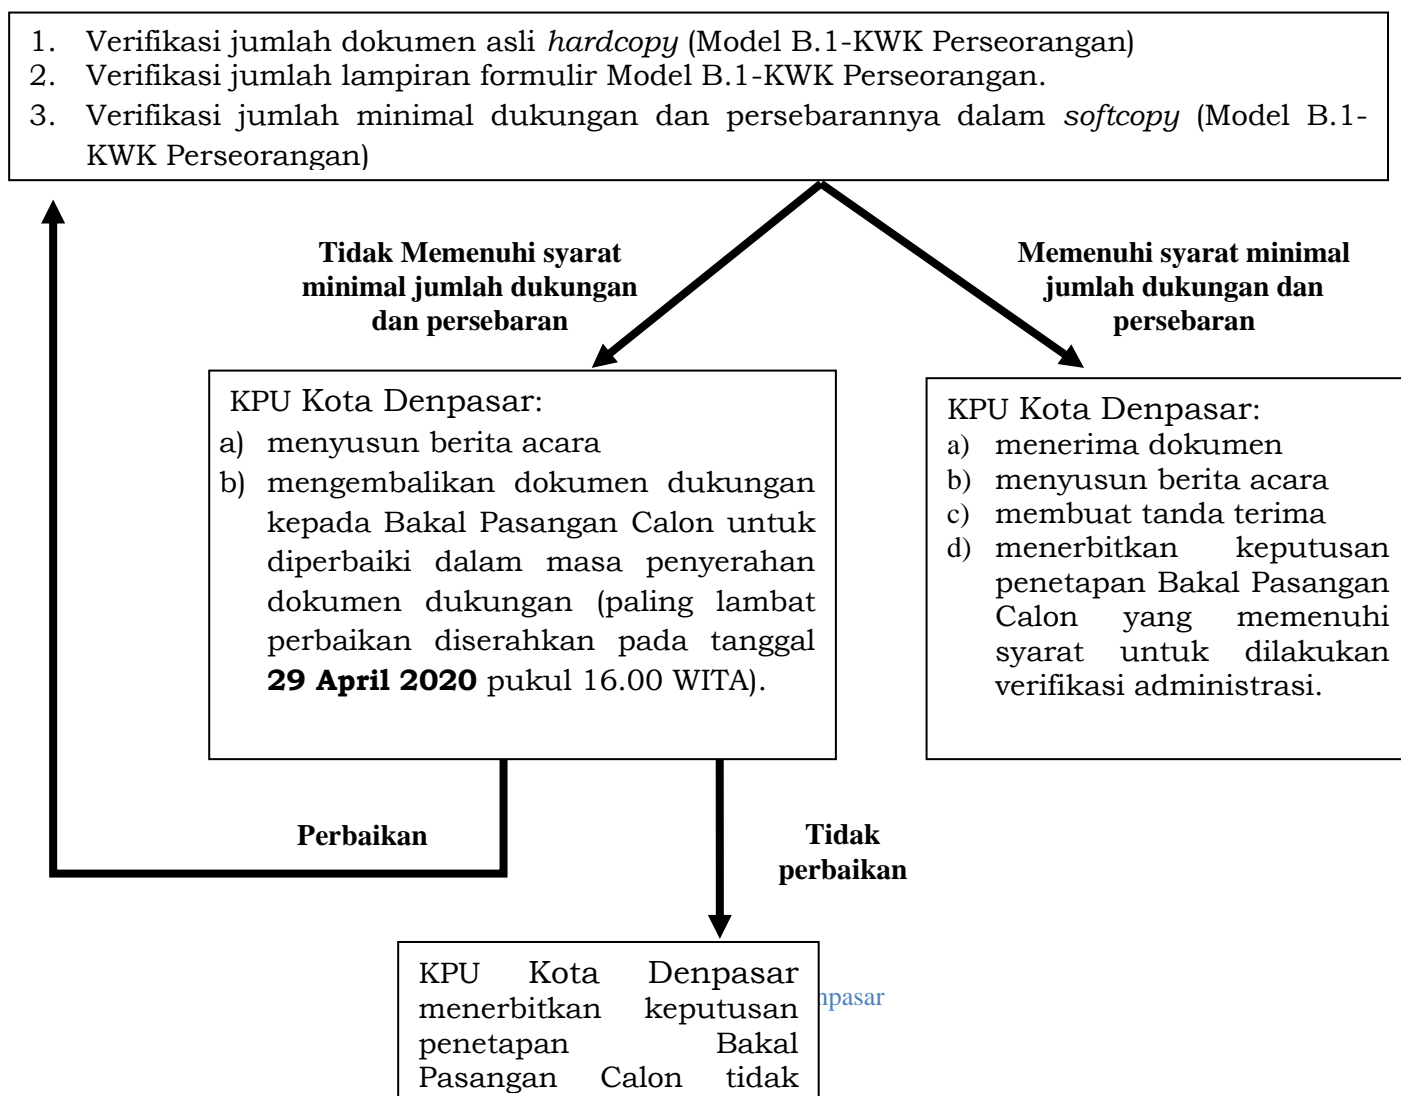 1. Verifikasi jumlah dokumen asli hardcopy (Model B.1-KWK Perseorangan)
2. Verifikasi jumlah lampiran formulir Model B.1-KWK Perseorangan.
3. Verifikasi jumlah minimal dukungan dan persebarannya dalam softcopy (Model B.1-
KWK Perseorangan)
Tidak Memenuhi syarat
minimal jumlah dukungan
dan persebaran
Memenuhi syarat minimal
jumlah dukungan dan
persebaran
KPU Kota Denpasar:
a) menyusun berita acara
b) mengembalikan dokumen dukungan
kepada Bakal Pasangan Calon untuk
diperbaiki dalam masa penyerahan
dokumen dukungan (paling lambat
perbaikan diserahkan pada tanggal
29 April 2020 pukul 16.00 WITA).
KPU Kota Denpasar:
a) menerima dokumen
b) menyusun berita acara
c) membuat tanda terima
d) menerbitkan keputusan
penetapan Bakal Pasangan
Calon yang memenuhi
syarat untuk dilakukan
verifikasi administrasi.
Perbaikan
Tidak
perbaikan
KPU Kota Denpasar
menerbitkan keputusan
penetapan Bakal
Pasangan Calon tidak